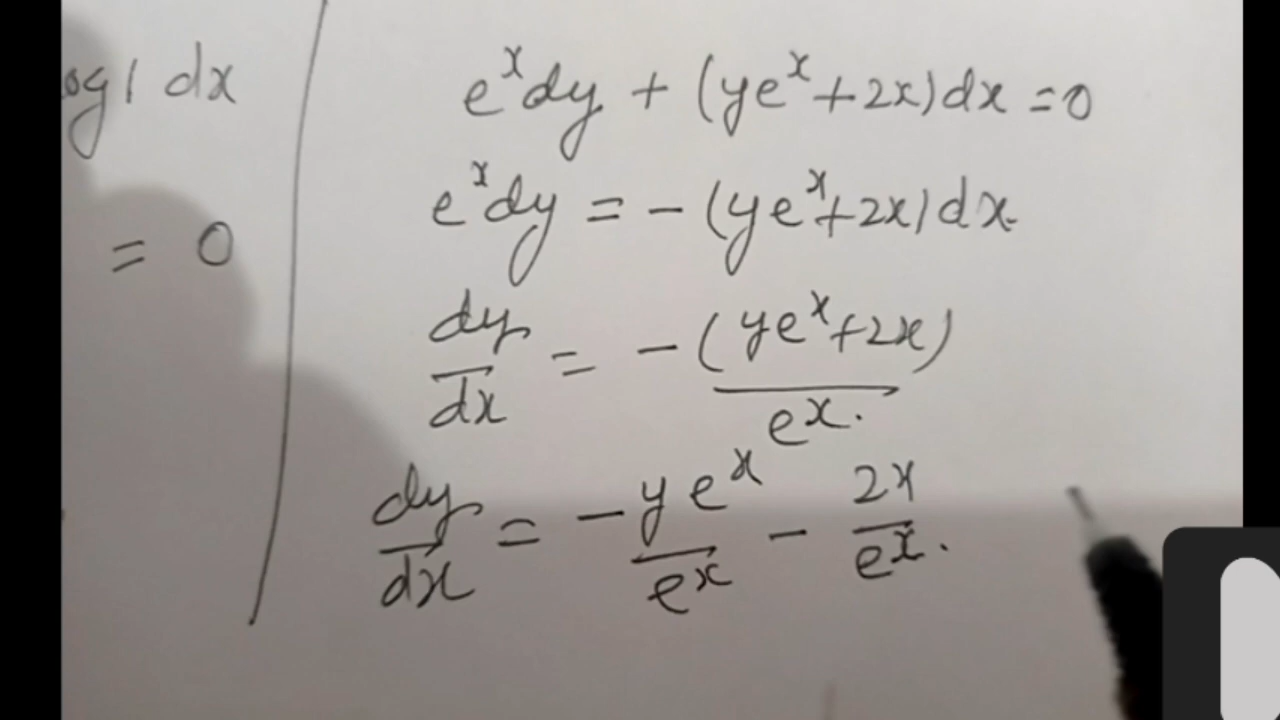 og1 dx
= 0
e^x dy + (ye^x + 2x) dx = 0
e^x dy = - (ye^x + 2x) dx.
dy/dx = - (ye^x + 2x)/e^x.
dy/dx = - ye^x/e^x - 2x/e^x.